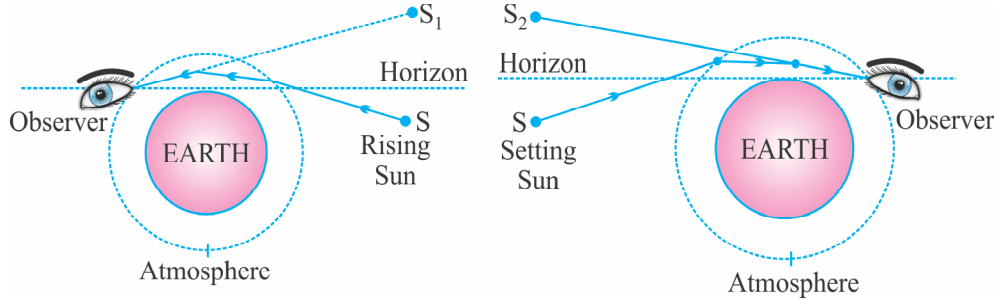 S₁
Horizon
Observer
S
EARTH
Rising
Sun
Atmosphere
S₂
Horizon
S
Setting
Sun
EARTH
Observer
Atmosphere